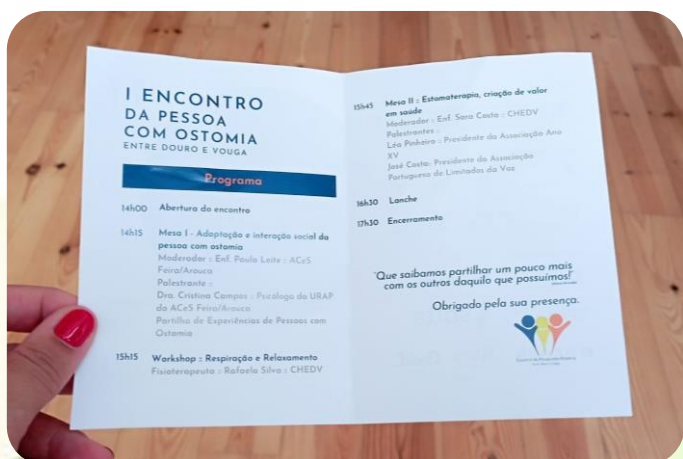 I ENCONTRO
DA PESSOA
COM OSTOMIA
ENTRE DOURO E VOUGA
Programa
14h00 Abertura do encontro
14h15 Mesa I - Adaptação e interação social da
pessoa com ostomia
Moderador :: Enf. Paula Leite :: ACeS
Feira/Arouca
Palestrante ::
Dra. Cristina Campos :: Psicóloga da URAP
do ACeS Feira/Arouca
Partilha de Experiências de Pessoas com
Ostomia
15h15 Workshop :: Respiração e Relaxamento
Fisioterapeuta :: Rafaela Silva :: CHEDV
15h45 Mesa II :: Estomaterapia, criação de valor
em saúde
Moderador :: Enf. Sara Costa :: CHEDV
Palestrantes ::
Léa Pinheiro :: Presidente da Associação Ano
XV
José Costa: Presidente da Associação
Portuguesa de Limitados da Voz
16h30 Lanche
17h30 Encerramento
"Que saibamos partilhar um pouco mais
com os outros daquilo que possuímos!"
Obrigado pela sua presença.